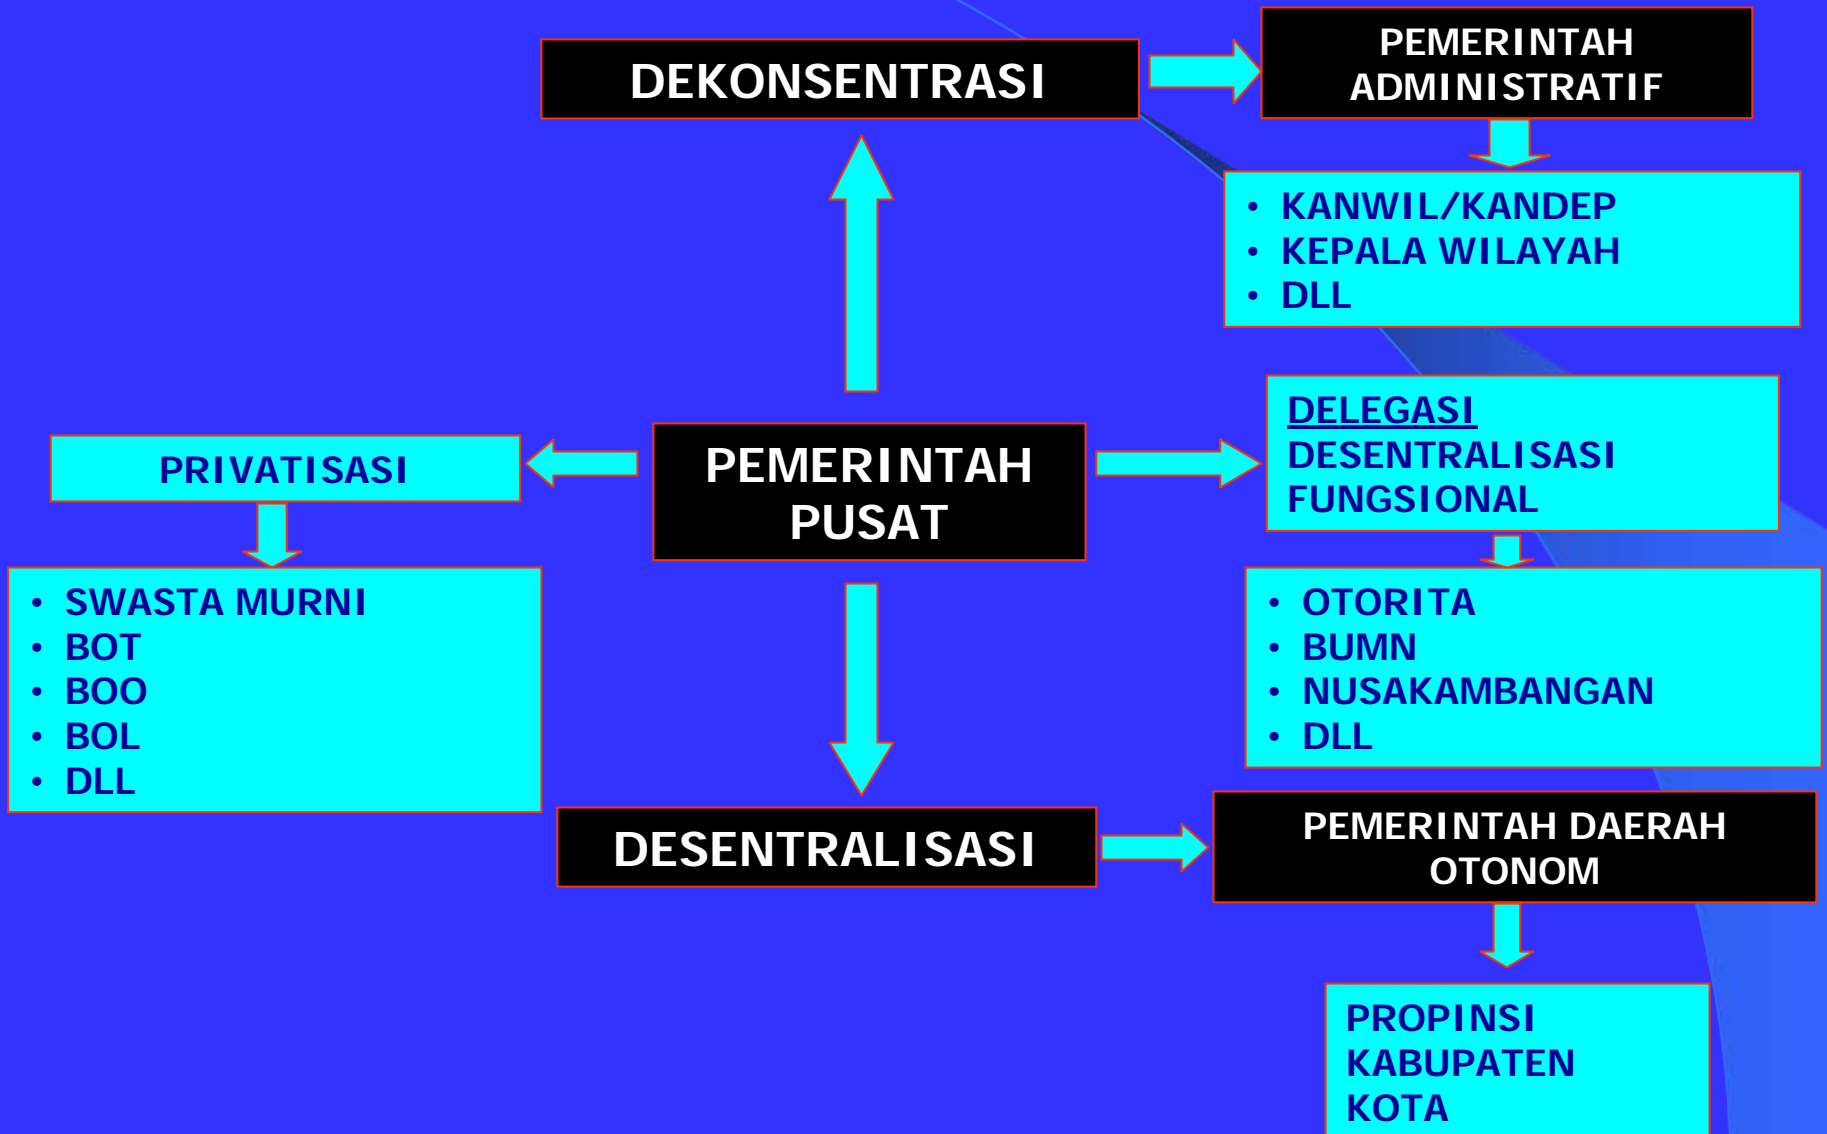 DEKONSENTRASI
PEMERINTAH
ADMINISTRATIF
• KANWIL/KANDEP
• KEPALA WILAYAH
• DLL
PRIVATISASI
PEMERINTAH
PUSAT
DELEGASI
DESENTRALISASI
FUNGSIONAL
• SWASTA MURNI
• BOT
• BOO
• BOL
• DLL
• OTORITA
• BUMN
• NUSAKAMBANGAN
• DLL
DESENTRALISASI
PEMERINTAH DAERAH
OTONOM
PROPINSI
KABUPATEN
KOTA